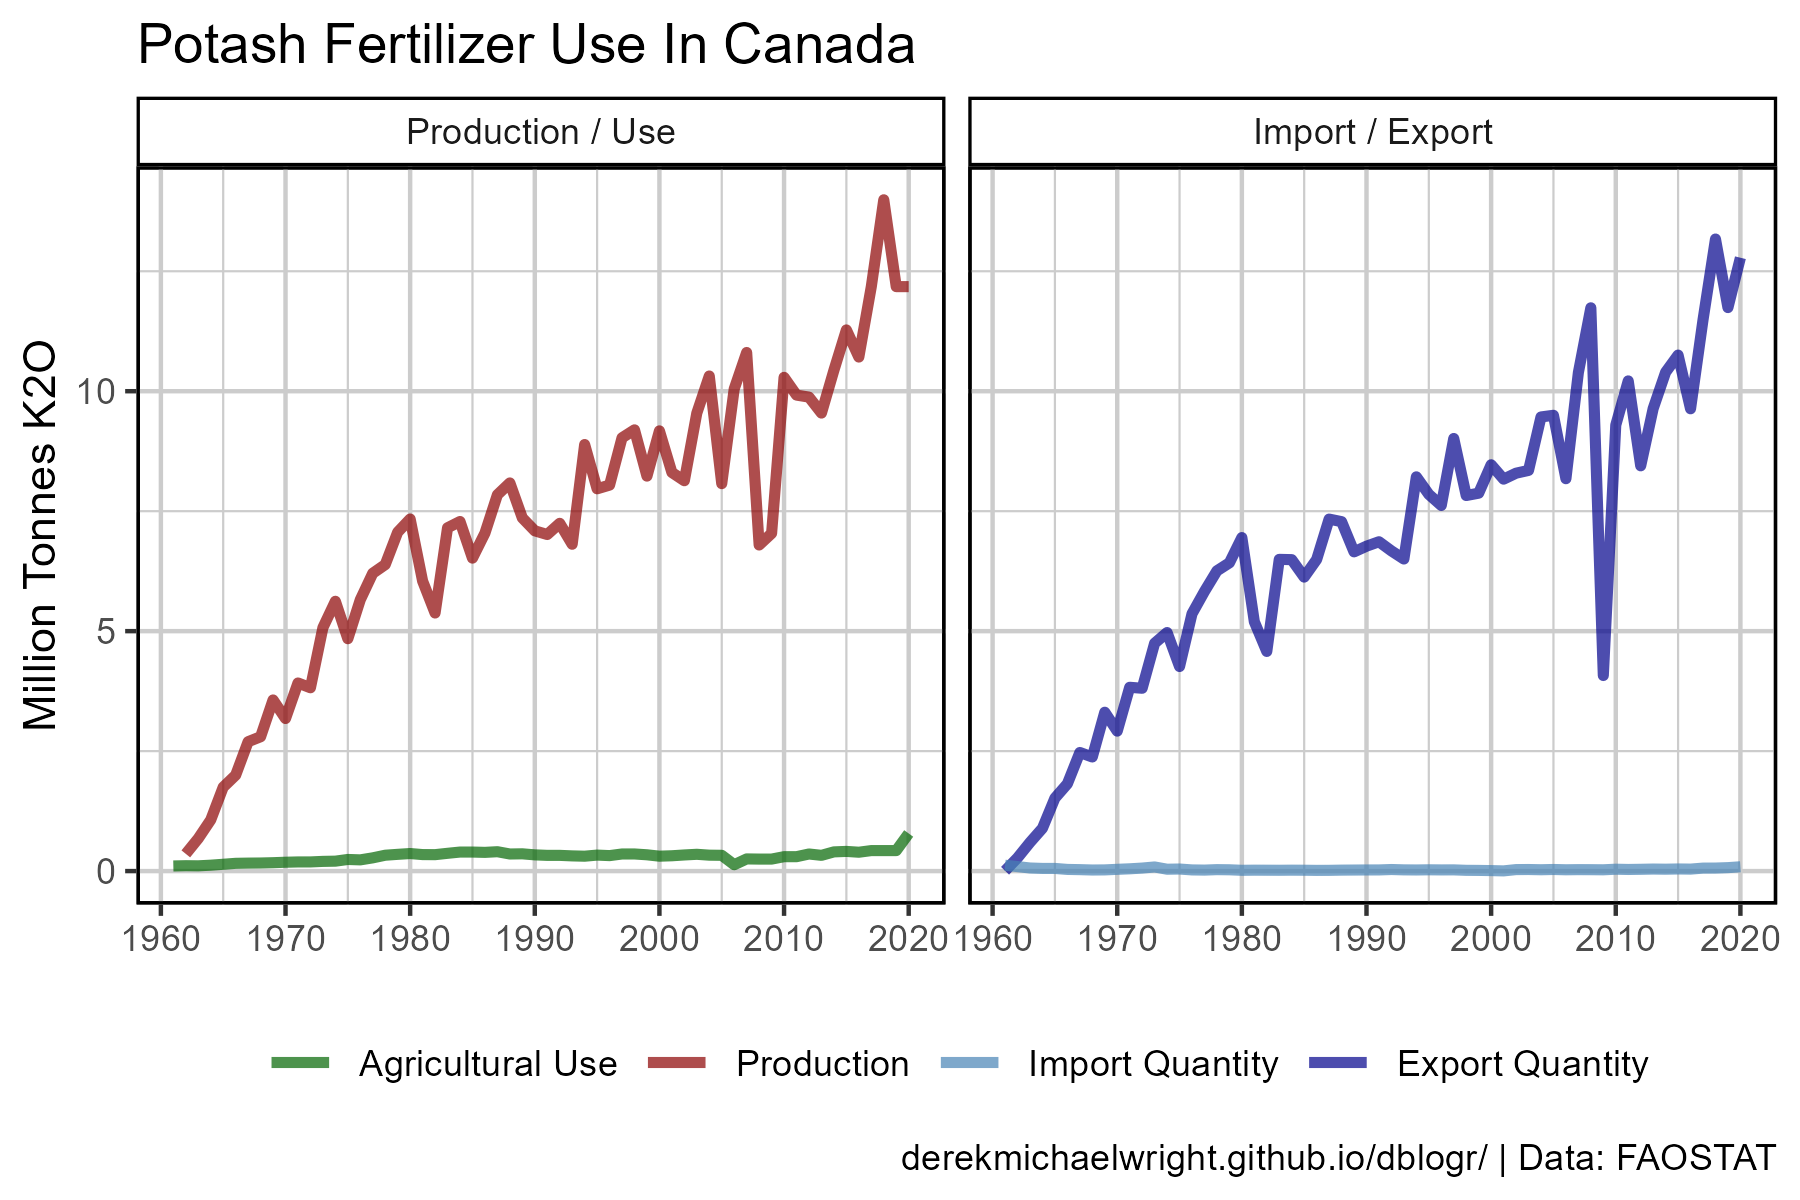 Potash Fertilizer Use In Canada
Production / Use
Import / Export
Million Tonnes K2O
10
5
0
1960 1970 1980 1990 2000 2010 2020
1960 1970 1980 1990 2000 2010 2020
Agricultural Use
Production
Import Quantity
Export Quantity
derekmichaelwright.github.io/dblogr/ | Data: FAOSTAT